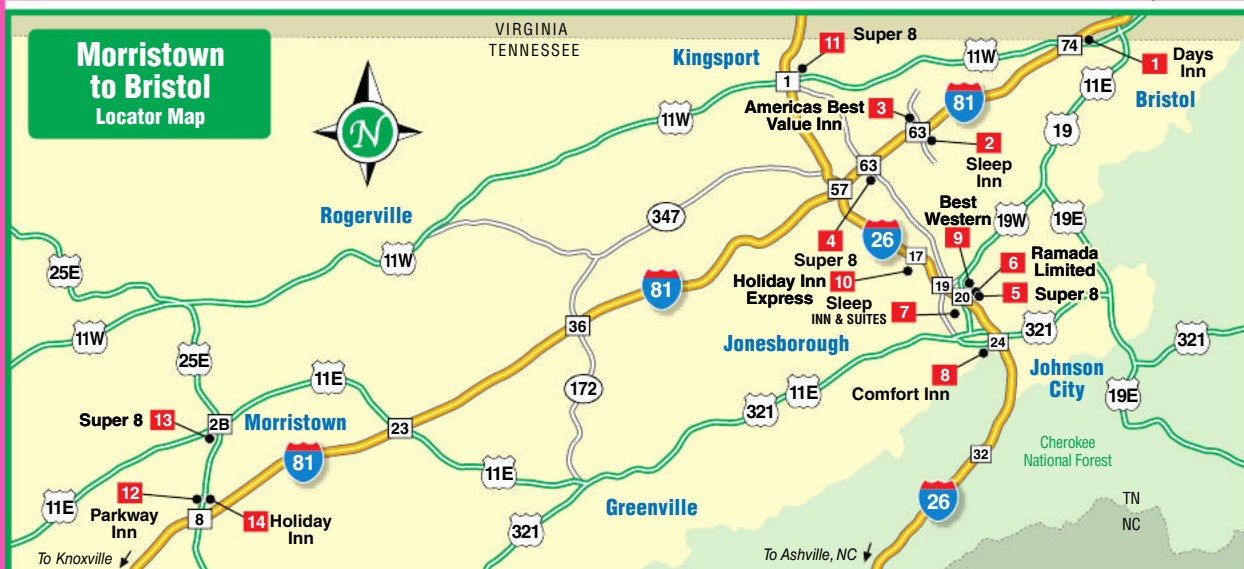 Morristown
to Bristol
Locator Map
N
VIRGINIA
TENNESSEE
Kingsport
11
Super 8
1
11W
74
1
Days
Inn
11E
Bristol
81
Americas Best
Value Inn
3
63
2
Sleep
Inn
19
11W
63
57
Rogerville
347
Best
Western
9
19W
19E
4
Super 8
26
17
6
Ramada
Limited
11W
25E
81
Holiday Inn
Express
10
19
20
5
Super 8
Sleep
INN & SUITES
7
11W
36
321
321
24
Jonesborough
25E
11E
172
8
Comfort Inn
Johnson
City
11E
19E
321
Super 8
13
2B
Morristown
23
81
32
Cherokee
National Forest
11E
11E
12
Parkway
Inn
8
14
Holiday
Inn
Greenville
26
TN
NC
321
To Knoxville
To Ashville, NC